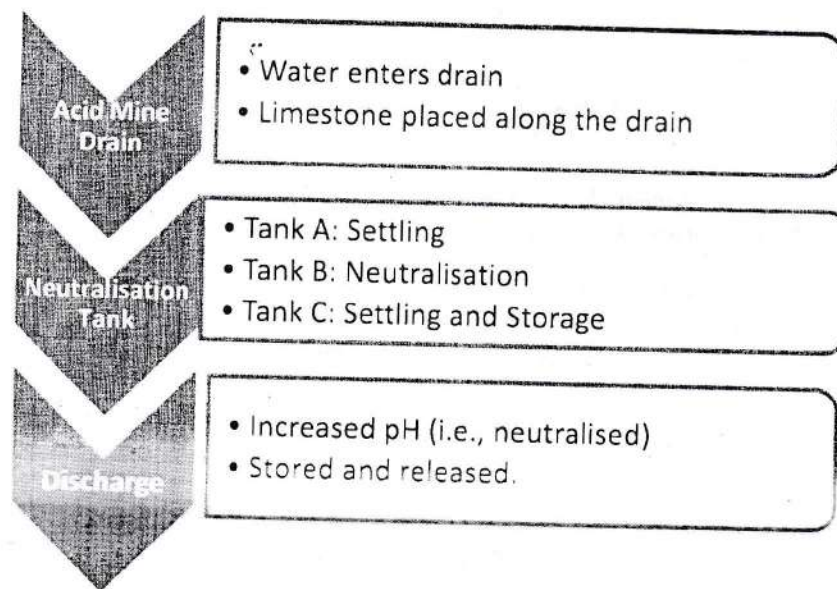 Acid Mine
Drain
• Water enters drain
• Limestone placed along the drain
Neutralisation
Tank
• Tank A: Settling
• Tank B: Neutralisation
• Tank C: Settling and Storage
Discharge
• Increased pH (i.e., neutralised)
• Stored and released.